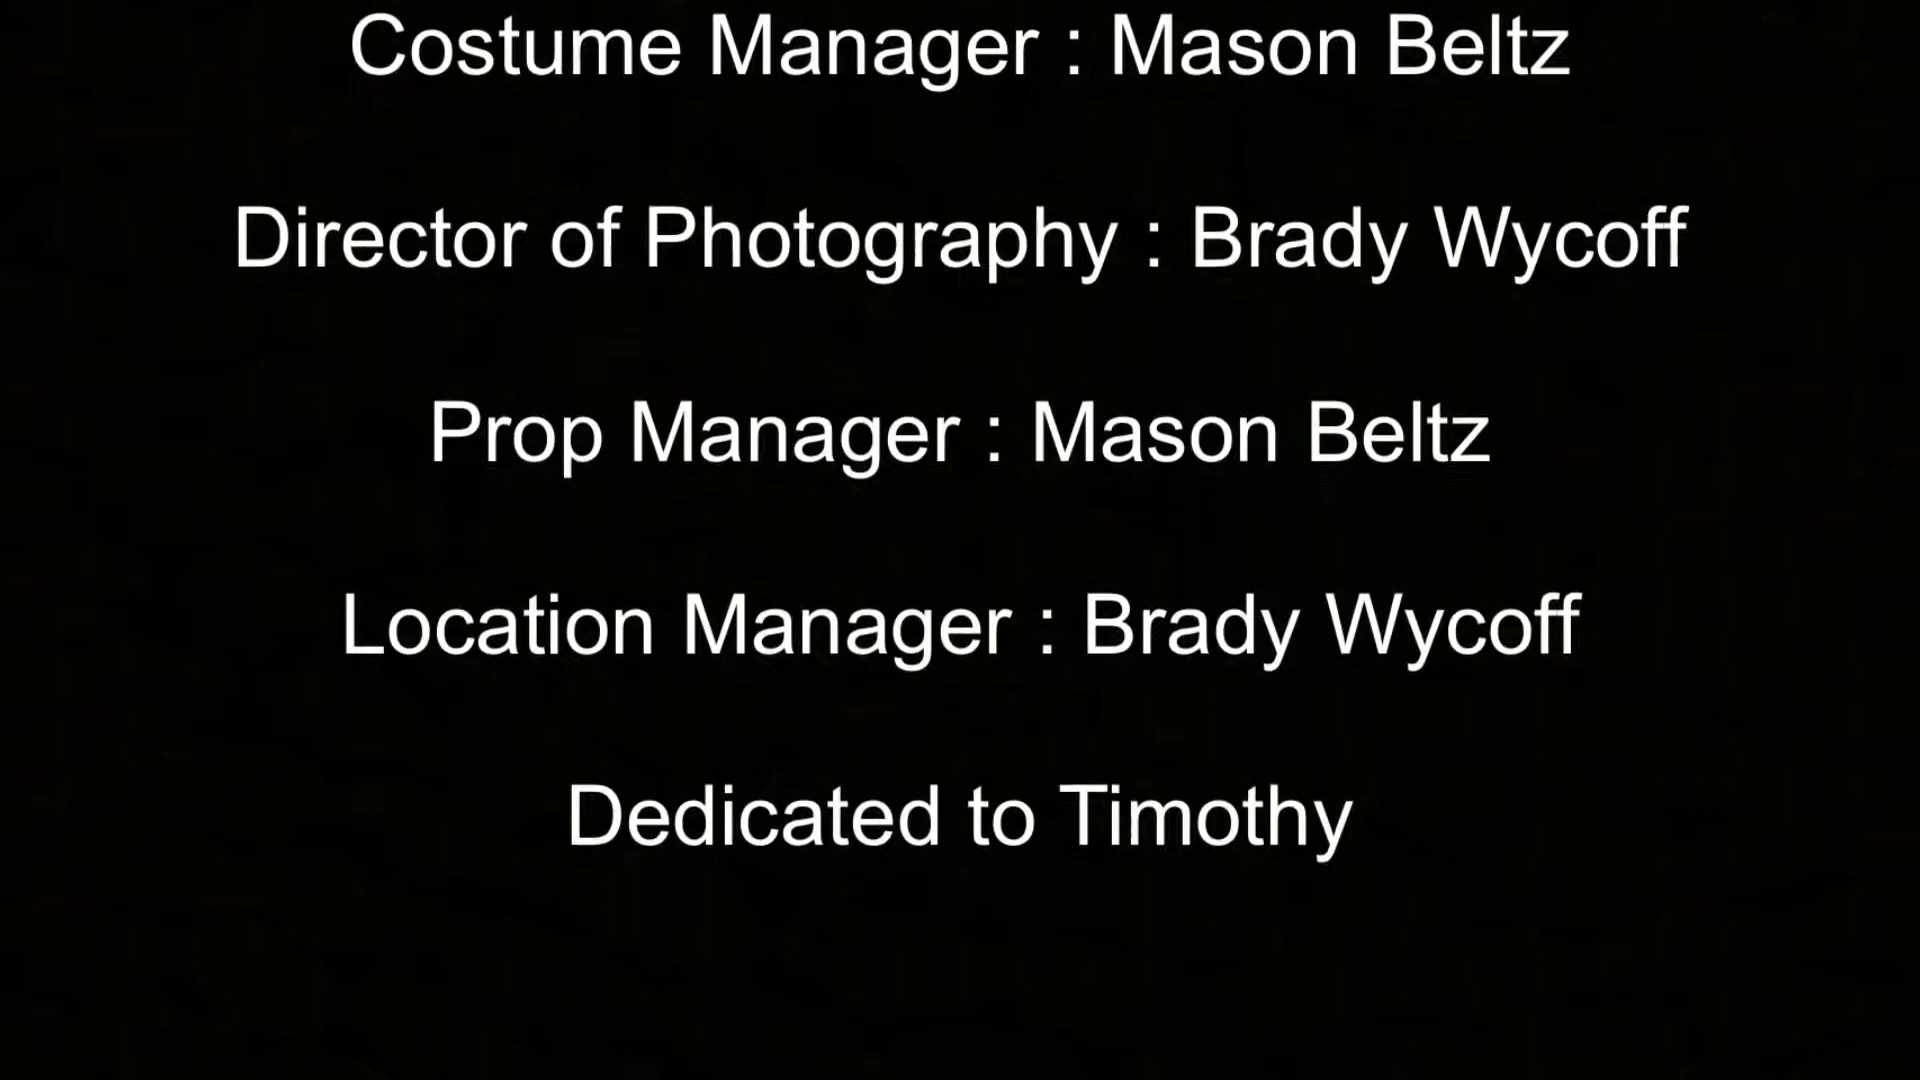 Costume Manager : Mason Beltz
Director of Photography : Brady Wycoff
Prop Manager : Mason Beltz
Location Manager : Brady Wycoff
Dedicated to Timothy